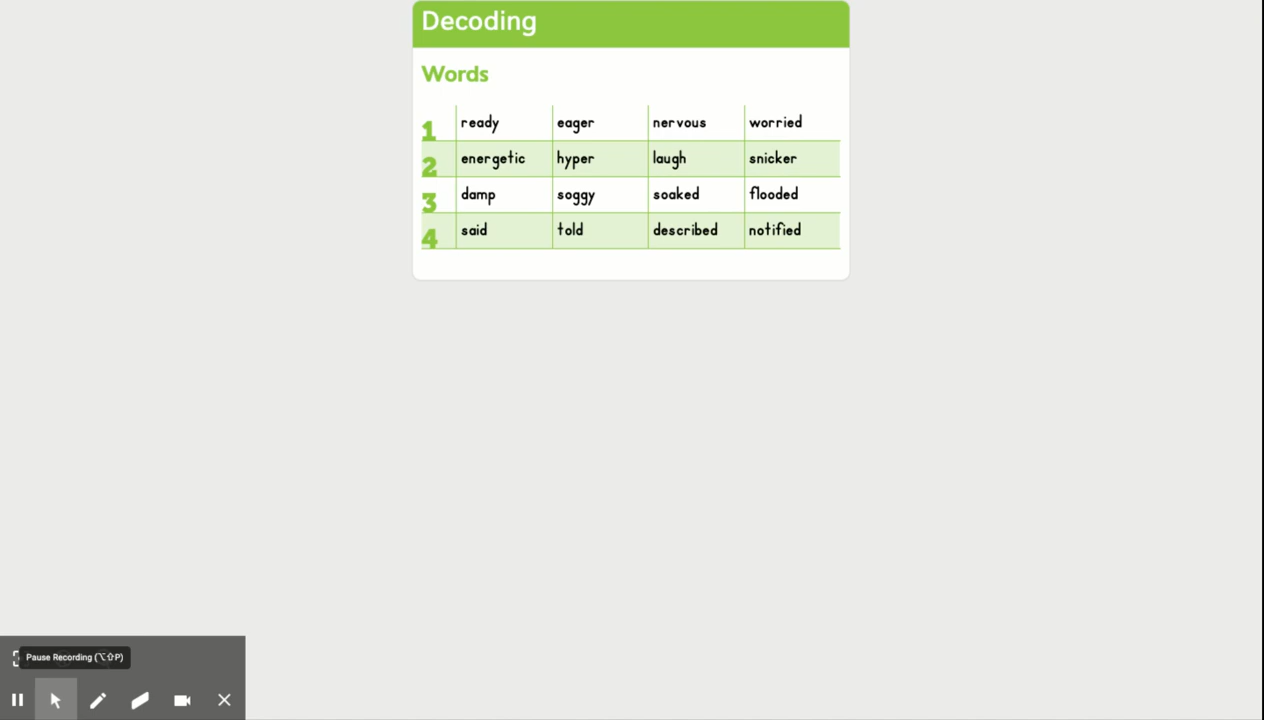 Decoding
Words
1 ready eager nervous worried
2 energetic hyper laugh snicker
3 damp soggy soaked flooded
4 said told described notified
Pause Recording (⌥⇧P)